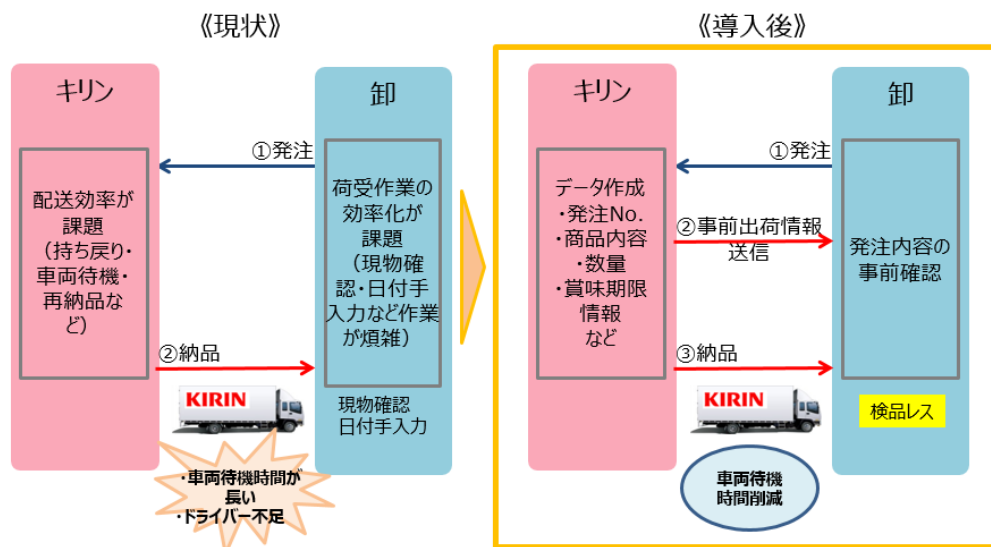 《現状》
キリン
卸
①発注
配送効率が
課題
（持ち戻り・
車両待機・
再納品な
ど）
荷受作業の
効率化が
課題
（現物確
認・日付手
入力など作業
が煩雑）
②納品
KIRIN
現物確認
日付手入力
・車両待機時間が
長い
・ドライバー不足
《導入後》
キリン
卸
①発注
データ作成
・発注No.
・商品内容
・数量
・賞味期限
情報
など
②事前出荷情報
送信
発注内容の
事前確認
③納品
KIRIN
検品レス
車両待機
時間削減